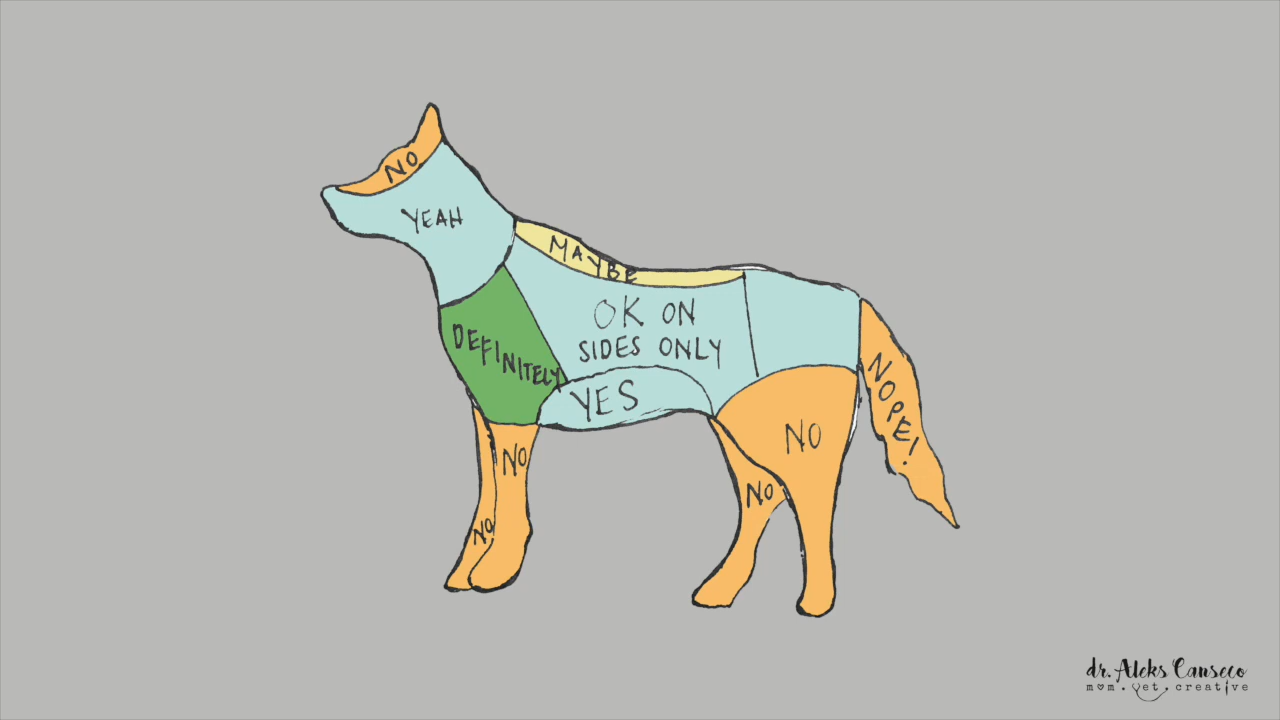 NO
YEAH
MAYBE
OK ON
SIDES ONLY
DEFINITELY
YES
NOPE!
NO
NO
NO
NO
dr. Aleks Canseco
mom. vet. creative